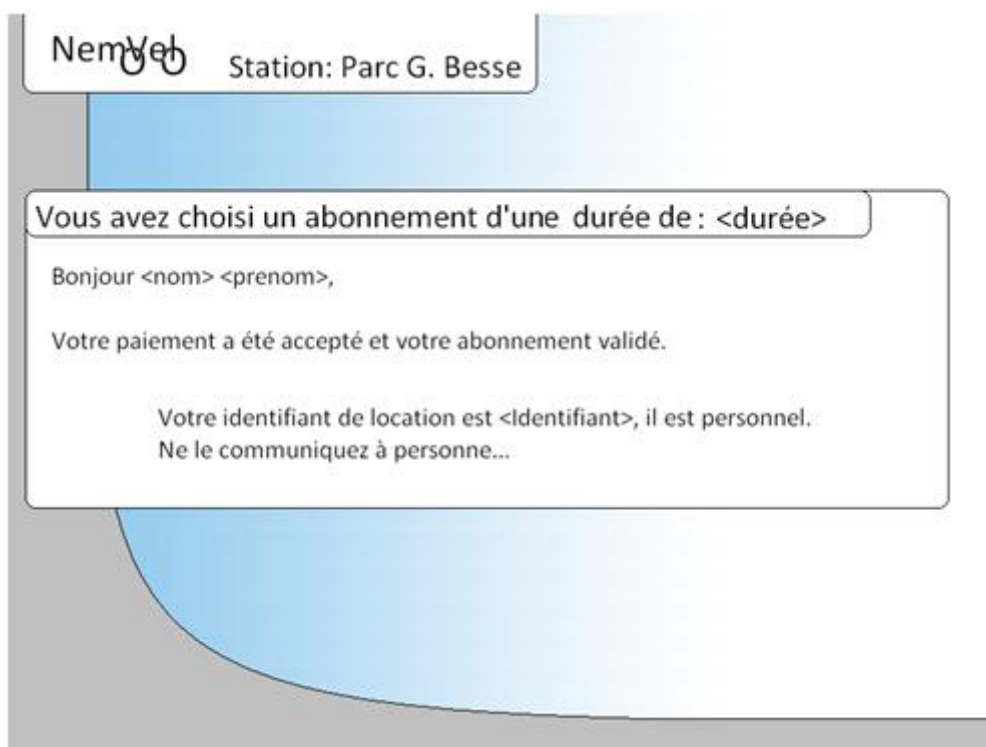 NemVelo
Station: Parc G. Besse
Vous avez choisi un abonnement d'une durée de : <durée>
Bonjour <nom> <prenom>,
Votre paiement a été accepté et votre abonnement validé.
Votre identifiant de location est <Identifiant>, il est personnel.
Ne le communiquez à personne...